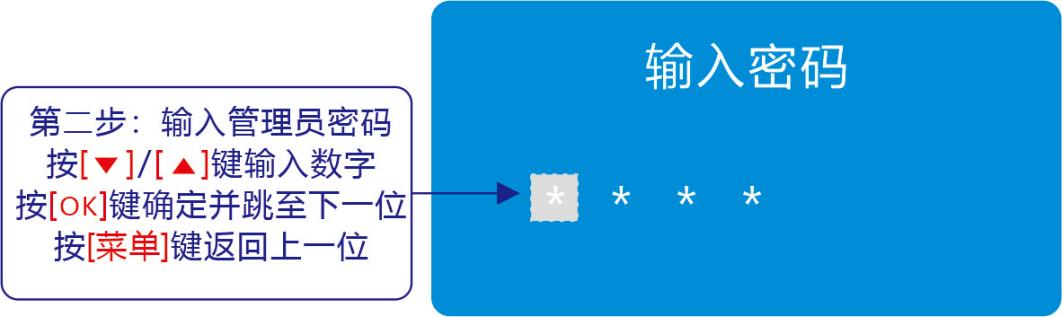 输入密码
第二步：输入管理员密码
按[▼]/[▲]键输入数字
按[OK]键确定并跳至下一位
按[菜单]键返回上一位
* * * *